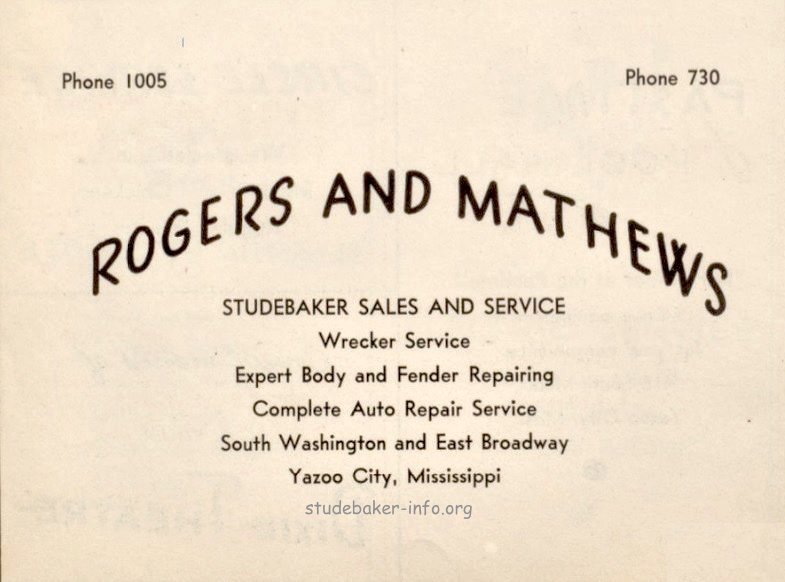 Phone 1005
Phone 730
ROGERS AND MATHEWS
STUDEBAKER SALES AND SERVICE
Wrecker Service
Expert Body and Fender Repairing
Complete Auto Repair Service
South Washington and East Broadway
Yazoo City, Mississippi
studebaker-info.org